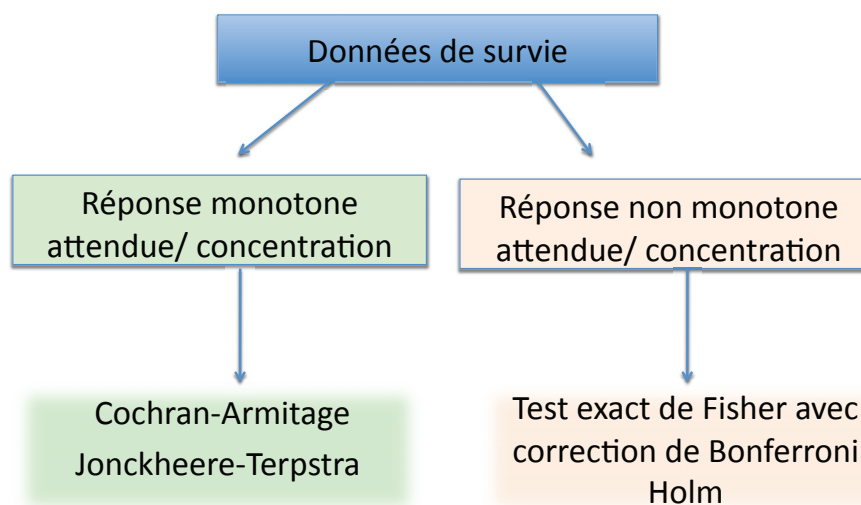 Données de survie
Réponse monotone
attendue/ concentration
Réponse non monotone
attendue/ concentration
Cochran-Armitage
Jonckheere-Terpstra
Test exact de Fisher avec
correction de Bonferroni
Holm